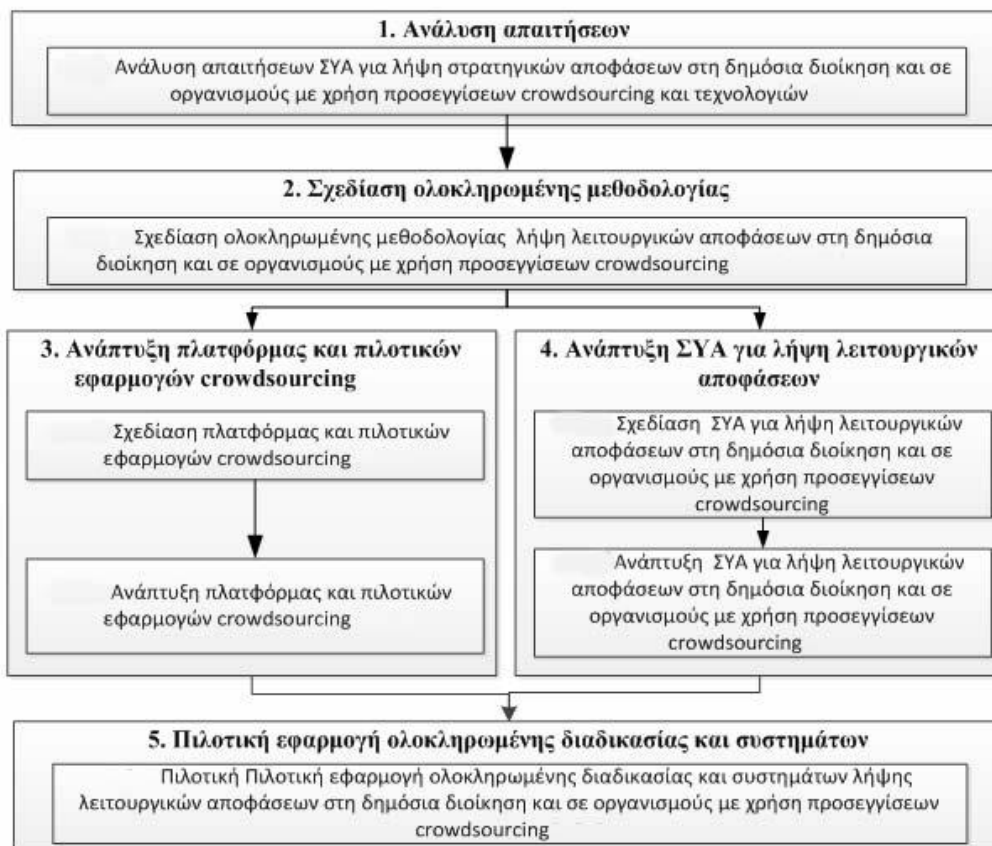 1. Ανάλυση απαιτήσεων
Ανάλυση απαιτήσεων ΣΥΑ για λήψη στρατηγικών αποφάσεων στη δημόσια διοίκηση και σε
οργανισμούς με χρήση προσεγγίσεων crowdsourcing και τεχνολογιών
2. Σχεδίαση ολοκληρωμένης μεθοδολογίας
Σχεδίαση ολοκληρωμένης μεθοδολογίας λήψη λειτουργικών αποφάσεων στη δημόσια
διοίκηση και σε οργανισμούς με χρήση προσεγγίσεων crowdsourcing
3. Ανάπτυξη πλατφόρμας και πιλοτικών
εφαρμογών crowdsourcing
Σχεδίαση πλατφόρμας και πιλοτικών
εφαρμογών crowdsourcing
Ανάπτυξη πλατφόρμας και πιλοτικών
εφαρμογών crowdsourcing
4. Ανάπτυξη ΣΥΑ για λήψη λειτουργικών
αποφάσεων
Σχεδίαση ΣΥΑ για λήψη λειτουργικών
αποφάσεων στη δημόσια διοίκηση και σε
οργανισμούς με χρήση προσεγγίσεων
crowdsourcing
Ανάπτυξη ΣΥΑ για λήψη λειτουργικών
αποφάσεων στη δημόσια διοίκηση και σε
οργανισμούς με χρήση προσεγγίσεων
crowdsourcing
5. Πιλοτική εφαρμογή ολοκληρωμένης διαδικασίας και συστημάτων
Πιλοτική Πιλοτική εφαρμογή ολοκληρωμένης διαδικασίας και συστημάτων λήψης
λειτουργικών αποφάσεων στη δημόσια διοίκηση και σε οργανισμούς με χρήση προσεγγίσεων
crowdsourcing